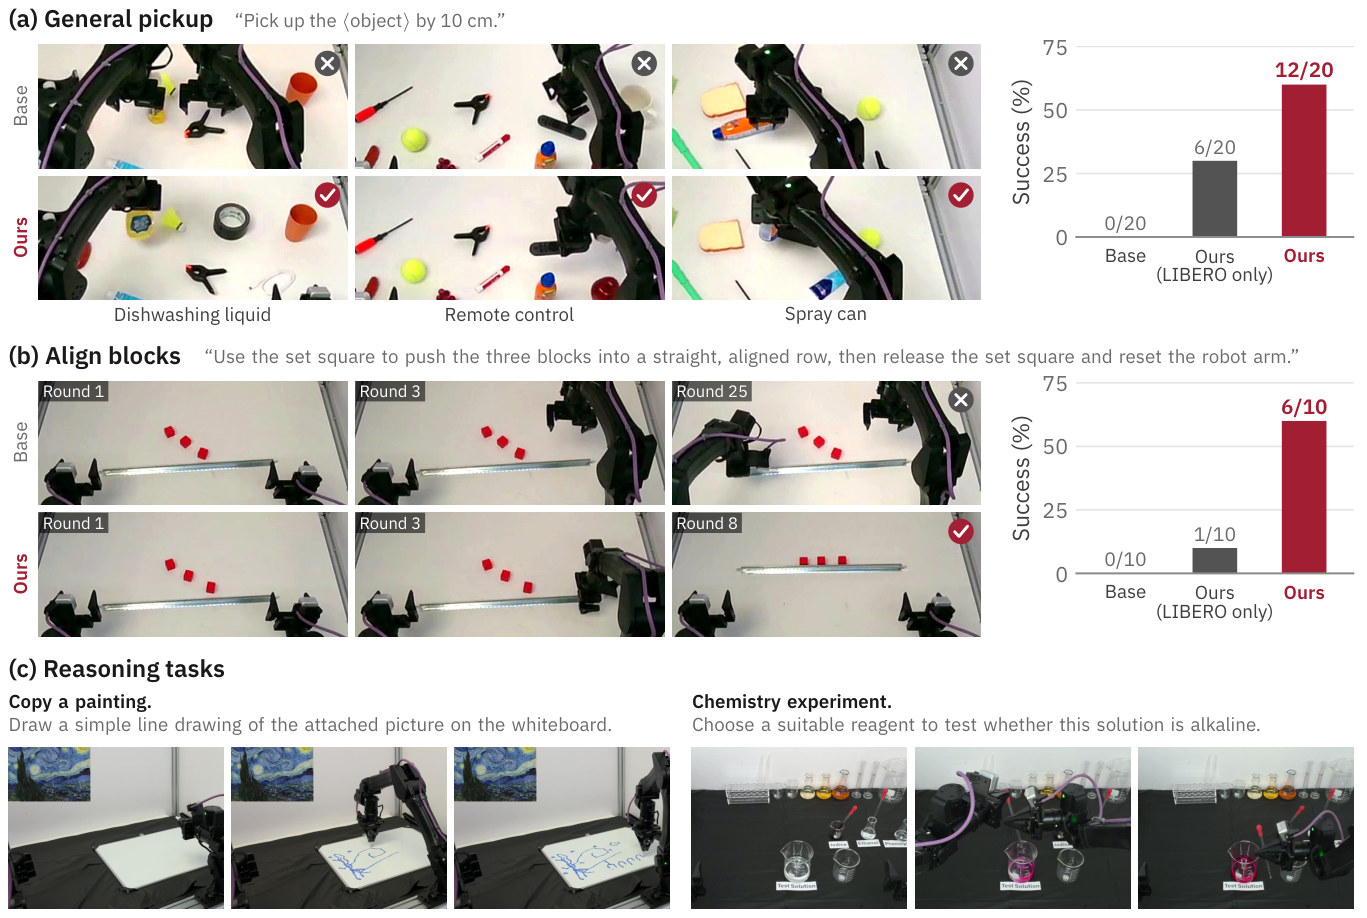 (a) General pickup “Pick up the ⟨object⟩ by 10 cm.”
Base
Ours
Dishwashing liquid
Remote control
Spray can
Success (%)
75
50
25
0
0/20
6/20
12/20
Base
Ours
(LIBERO only)
Ours
(b) Align blocks “Use the set square to push the three blocks into a straight, aligned row, then release the set square and reset the robot arm.”
Base
Round 1
Round 3
Round 25
Ours
Round 1
Round 3
Round 8
Success (%)
75
50
25
0
0/10
1/10
6/10
Base
Ours
(LIBERO only)
Ours
(c) Reasoning tasks
Copy a painting.
Draw a simple line drawing of the attached picture on the whiteboard.
Chemistry experiment.
Choose a suitable reagent to test whether this solution is alkaline.
Test Solution
Test Solution
Test Solution